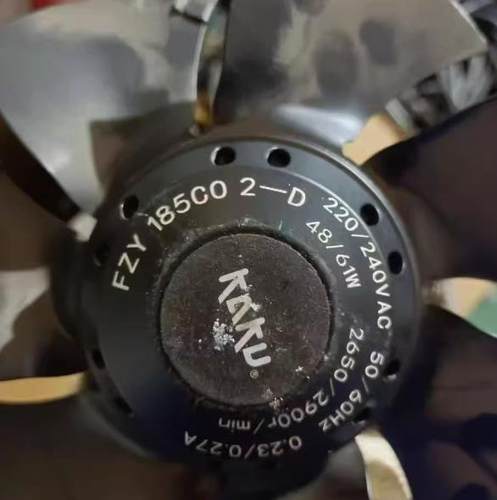 FZY 185CO 2-D
220/240VAC 50/60Hz 0.23/0.27A
48/61W 2650/2900r/min
KAKU®